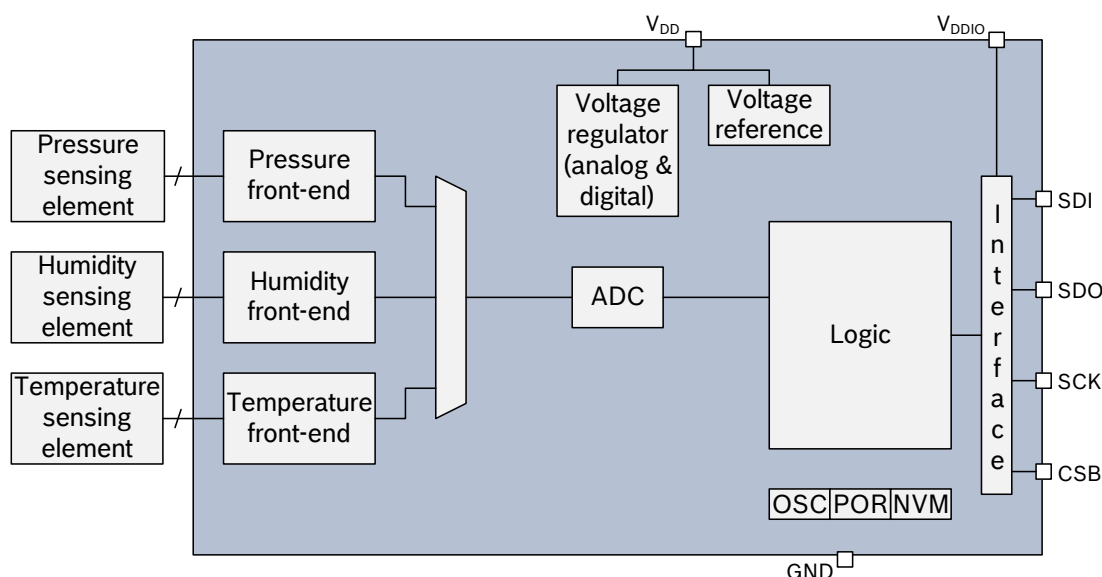 VDD
VDDIO
Voltage
regulator
(analog &
digital)
Voltage
reference
Pressure
sensing
element
Pressure
front-end
Humidity
sensing
element
Humidity
front-end
Temperature
sensing
element
Temperature
front-end
ADC
Logic
Interface
SDI
SDO
SCK
CSB
OSC POR NVM
GND